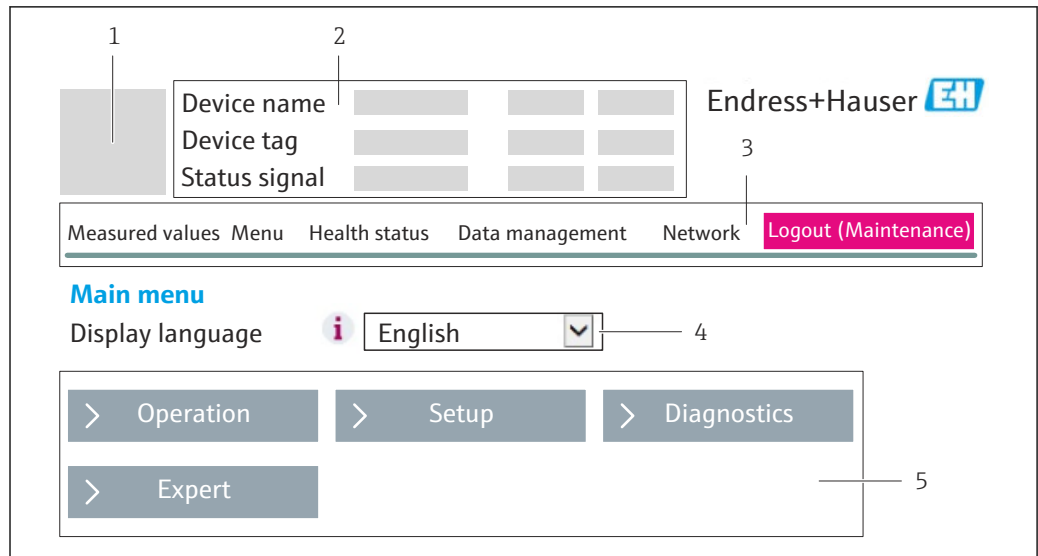 1
2
Device name
Endress+Hauser EH
Device tag
3
Status signal
Measured values Menu Health status Data management Network Logout (Maintenance)
Main menu
Display language i English 4
> Operation > Setup > Diagnostics
> Expert
5